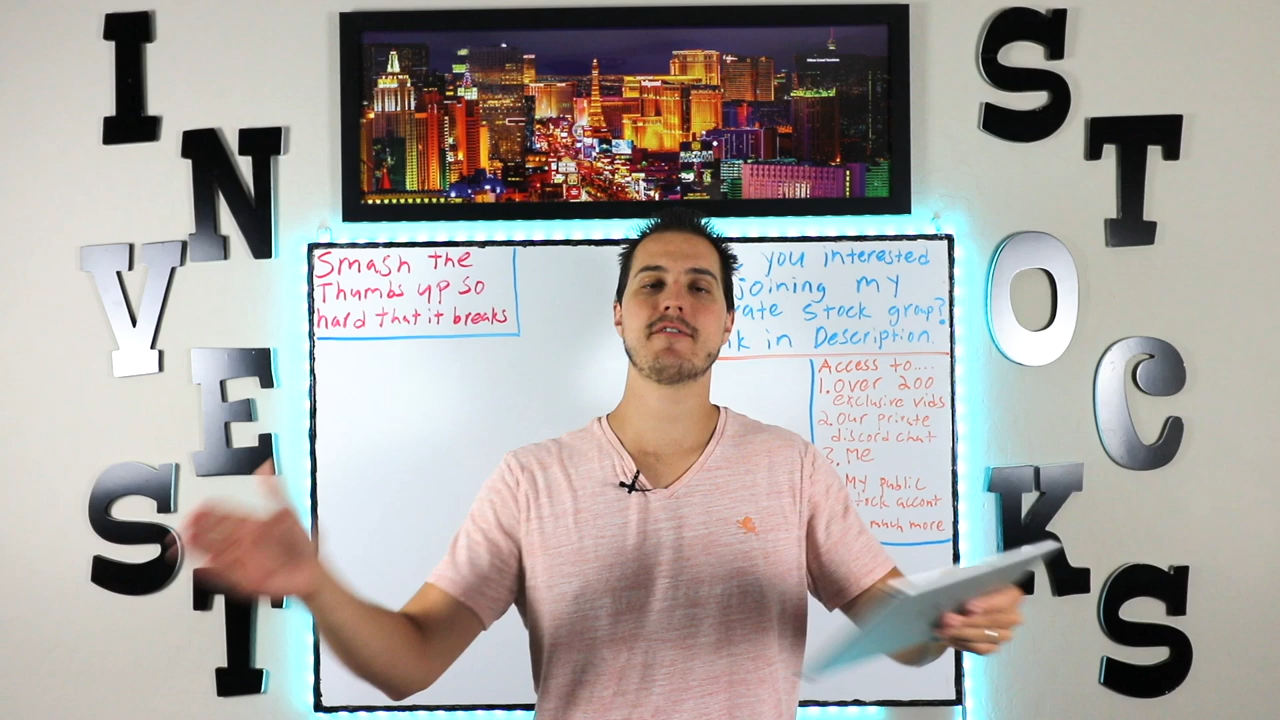 INVEST
STOCKS
Smash the
Thumbs up so
hard that it breaks
you interested
joining my
Stock group?
in Description.
Access to....
1. Over 200
exclusive vids
2. Our private
discord chat
3. Me
My public
accont
much more